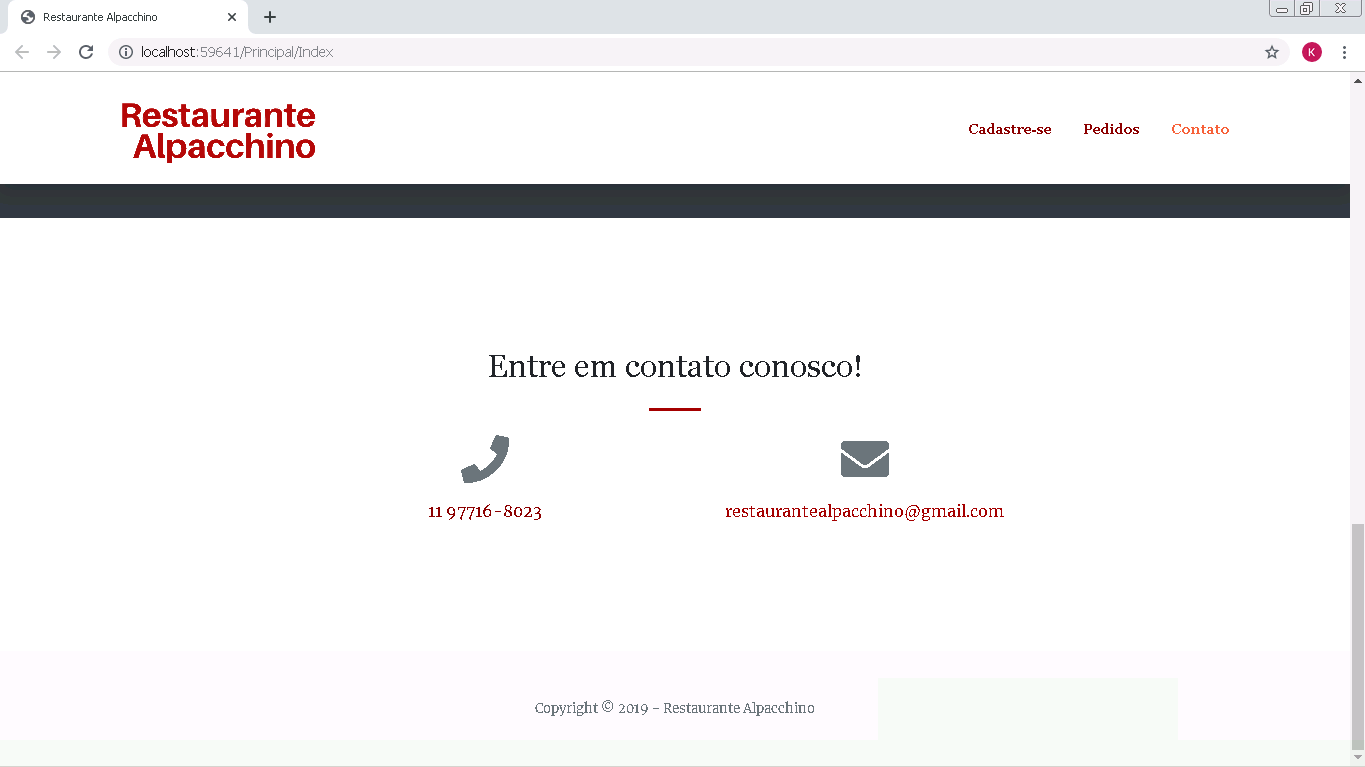 Restaurante Alpacchino
localhost:59641/Principal/Index
K
Restaurante
Alpacchino
Cadastre-se Pedidos Contato
Entre em contato conosco!
11 97716-8023 restaurantealpacchino@gmail.com
Copyright © 2019 - Restaurante Alpacchino